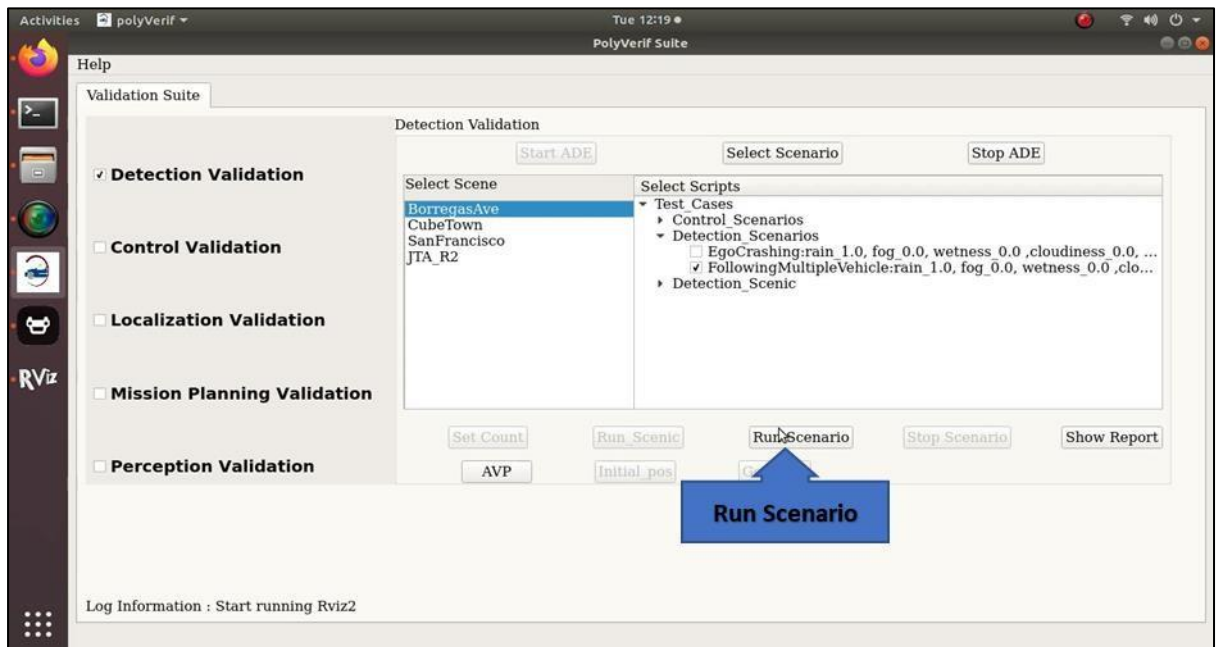 Activities polyVerif
Tue 12:19
PolyVerif Suite
Help
Validation Suite
Detection Validation
Start ADE
Select Scenario
Stop ADE
Detection Validation
Control Validation
Localization Validation
Mission Planning Validation
Perception Validation
Select Scene
BorregasAve
CubeTown
SanFrancisco
JTA_R2
Select Scripts
Test_Cases
Control_Scenarios
Detection_Scenarios
EgoCrashing:rain_1.0, fog_0.0, wetness_0.0 ,cloudiness_0.0, ...
FollowingMultipleVehicle:rain_1.0, fog_0.0, wetness_0.0 ,clo...
Detection_Scenic
Set Count
Run_Scenic
Run Scenario
Stop Scenario
Show Report
AVP
Initial_pos
Run Scenario
Log Information : Start running Rviz2
RViz